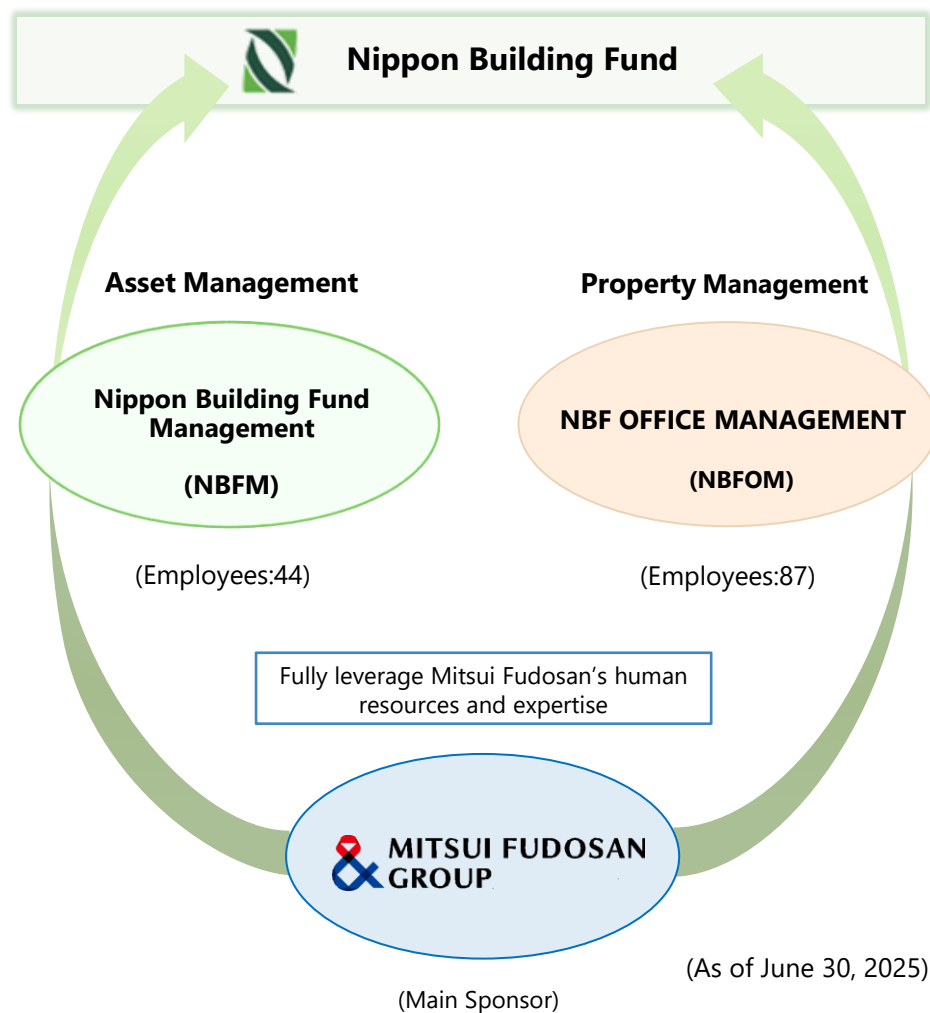 Nippon Building Fund
Asset Management
Property Management
Nippon Building Fund
Management
(NBFM)
NBF OFFICE MANAGEMENT
(NBFOM)
(Employees:44)
(Employees:87)
Fully leverage Mitsui Fudosan’s human
resources and expertise
MITSUI FUDOSAN
GROUP
(As of June 30, 2025)
(Main Sponsor)